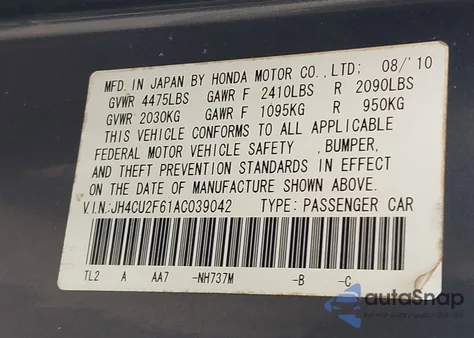 MFD. IN JAPAN BY HONDA MOTOR CO.,LTD; 08/'10
GVWR 4475LBS GAWR F 2410LBS R 2090LBS
GVWR 2030KG GAWR F 1095KG R 950KG
THIS VEHICLE CONFORMS TO ALL APPLICABLE
FEDERAL MOTOR VEHICLE SAFETY ,BUMPER,
AND THEFT PREVENTION STANDARDS IN EFFECT
ON THE DATE OF MANUFACTURE SHOWN ABOVE.
V.I.N:JH4CU2F61AC039042 TYPE: PASSENGER CAR
TL2 A AA7 -NH737M -B -C
autoSnap